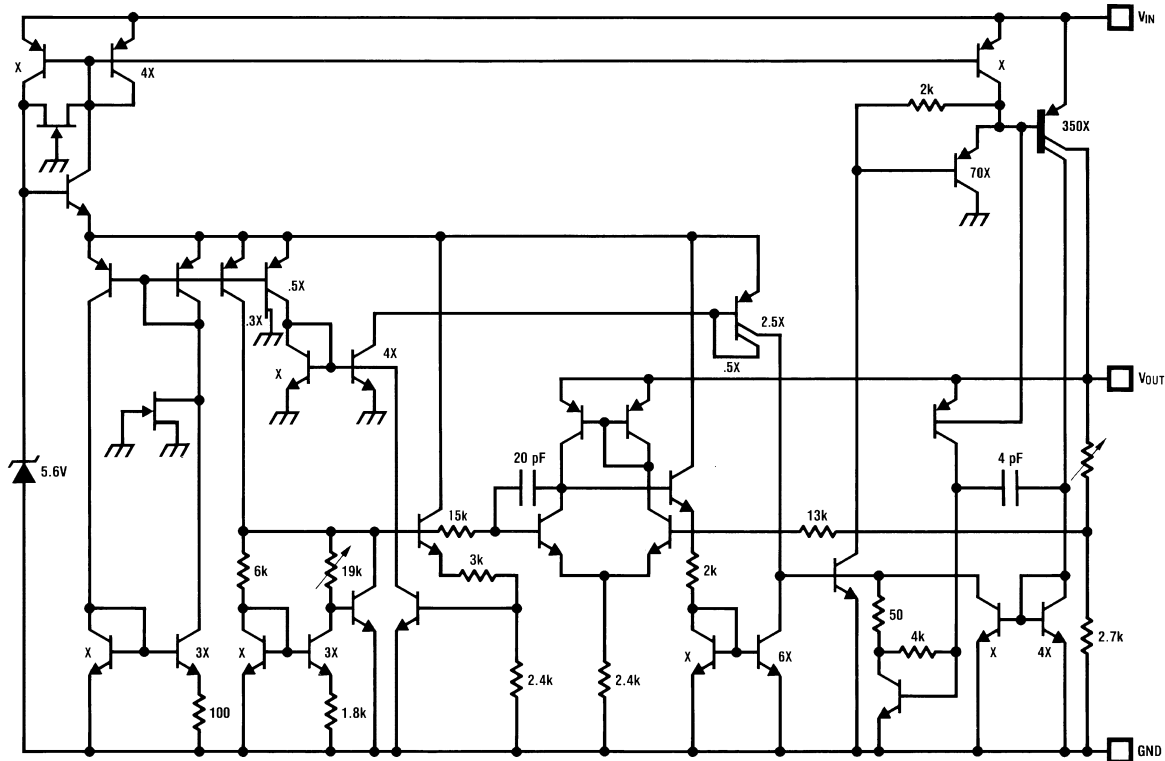 VIN
X
4X
X
2k
350X
70X
.5X
.3X
2.5X
4X
X
.5X
VOUT
20 pF
4 pF
5.6V
15k
13k
3k
6k
19k
2k
50
4k
2.7k
X
3X
X
3X
X
6X
X
4X
2.4k
2.4k
100
1.8k
GND